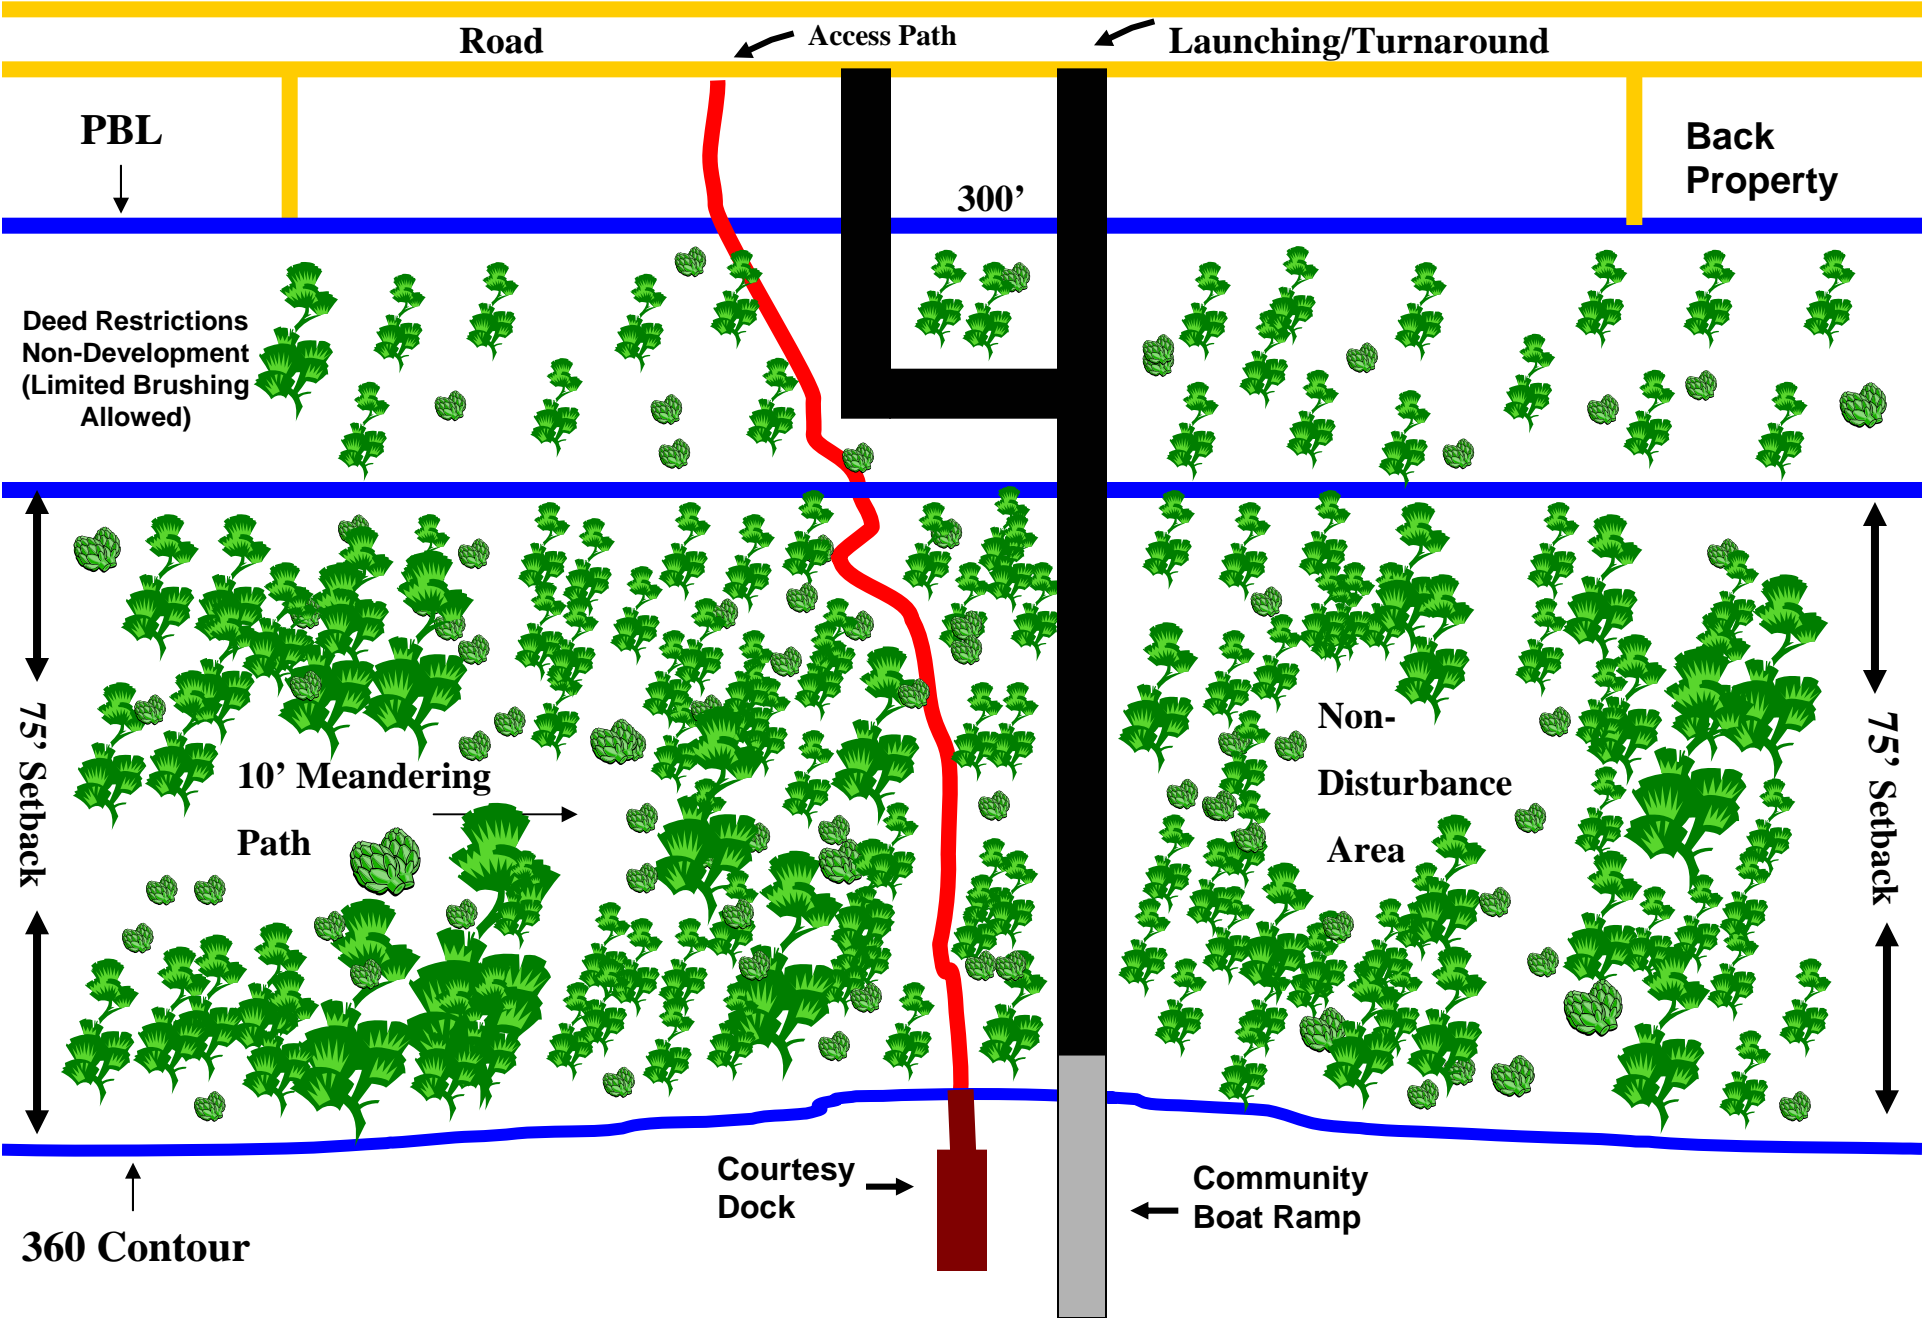 Road
Access Path
Launching/Turnaround
PBL
Back
Property
300’
Deed Restrictions
Non-Development
(Limited Brushing
Allowed)
75’ Setback
10’ Meandering
Path
Non-
Disturbance
Area
75’ Setback
Courtesy
Dock
Community
Boat Ramp
360 Contour